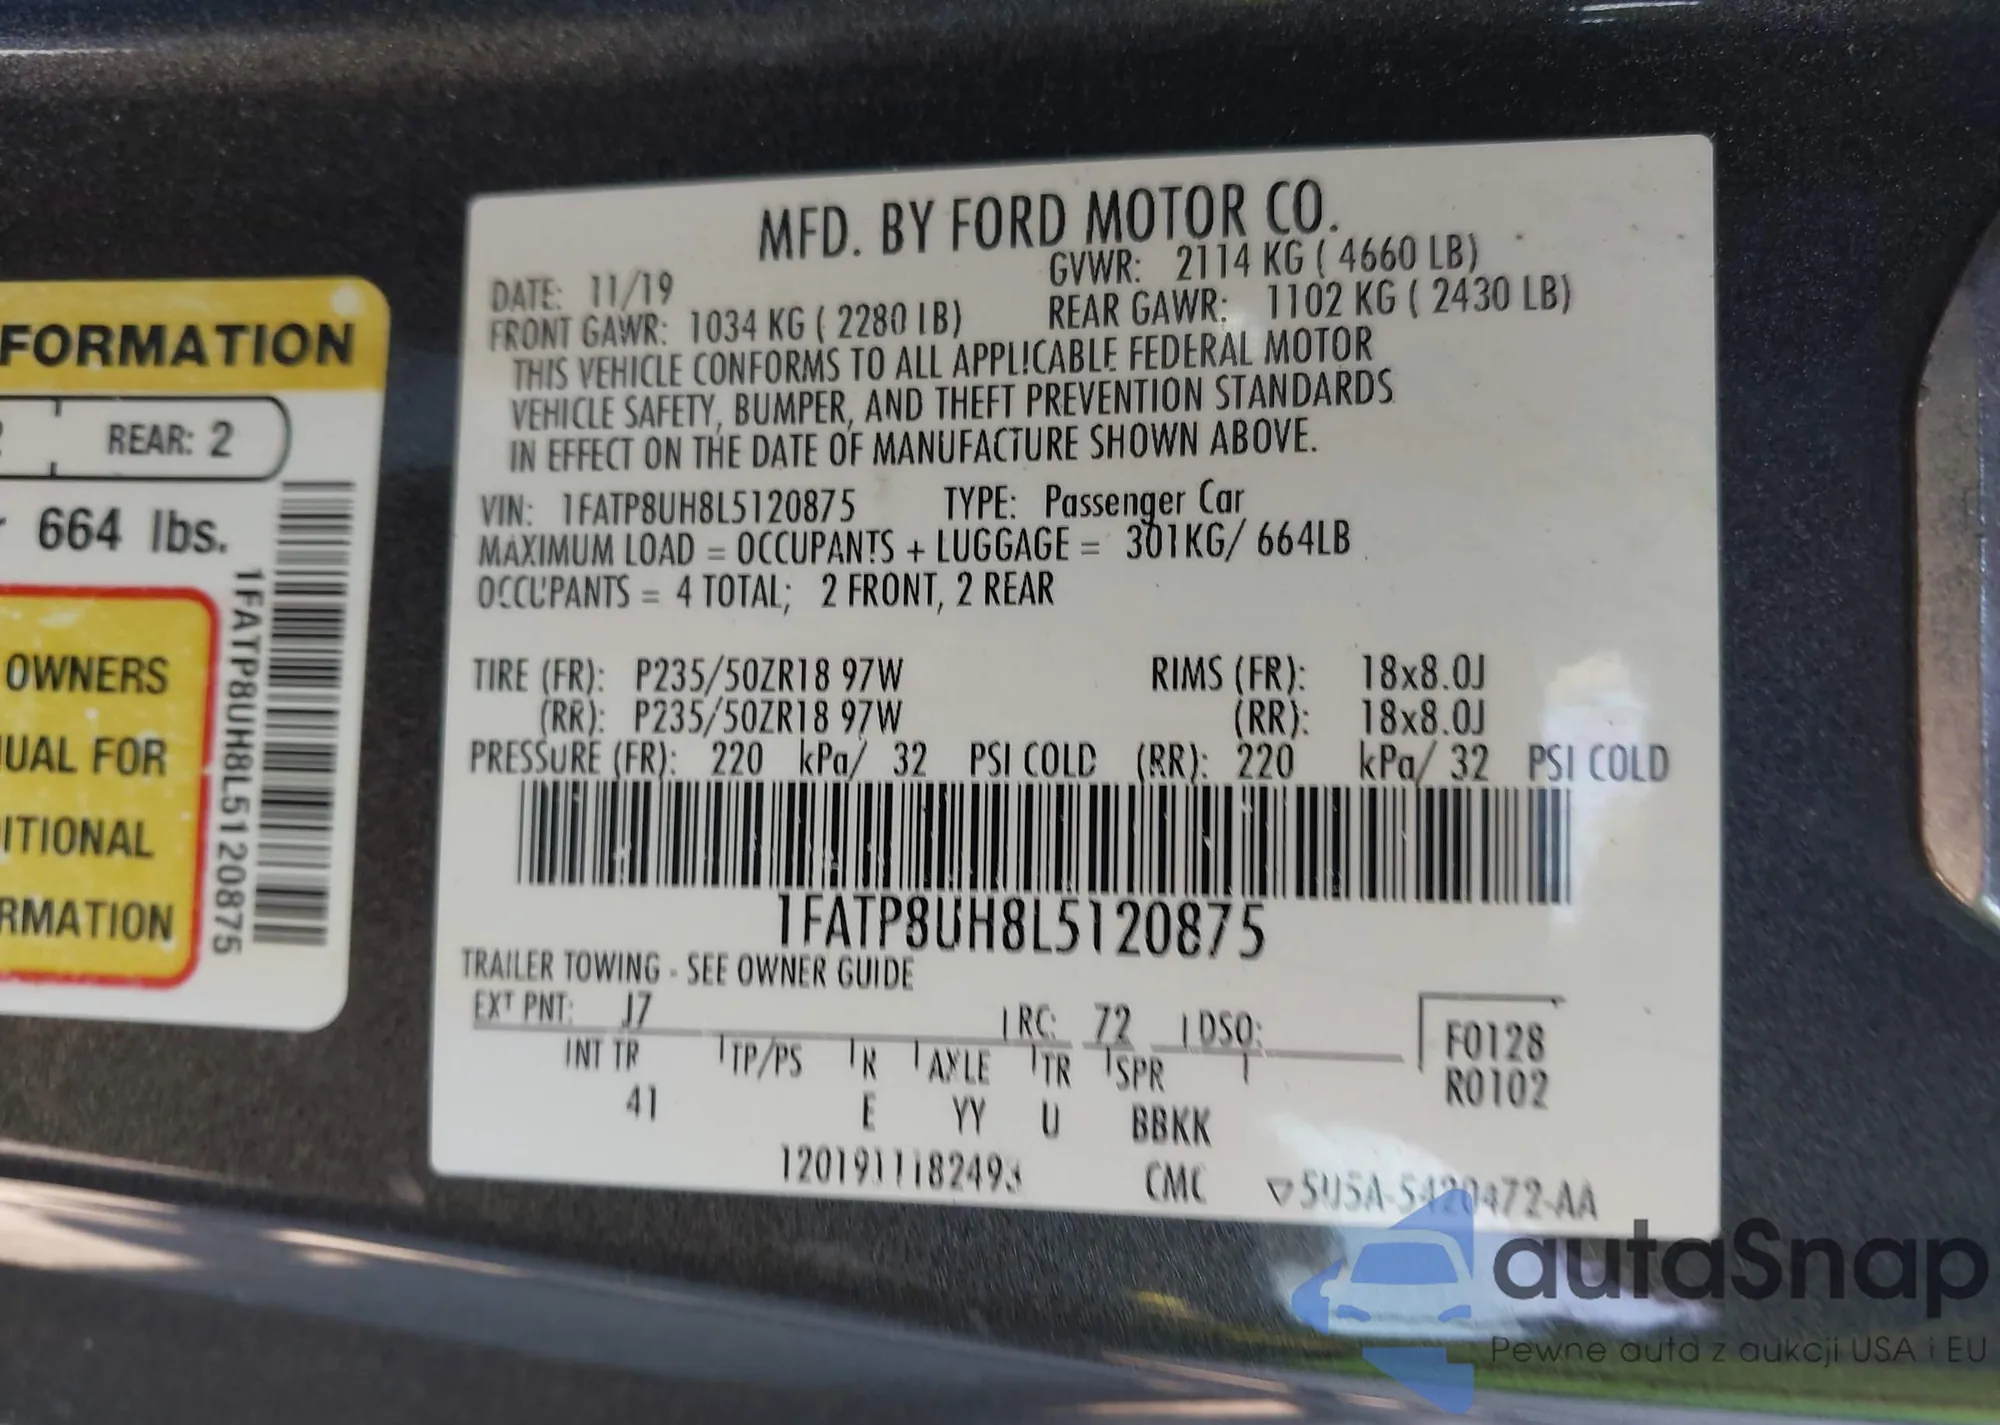 FORMATION
REAR: 2
664 lbs.
OWNERS
UAL FOR
ITIONAL
RMATION
1FATP8UH8L5120875
MFD. BY FORD MOTOR CO.
DATE: 11/19
GVWR: 2114 KG ( 4660 LB)
FRONT GAWR: 1034 KG ( 2280 LB)
REAR GAWR: 1102 KG ( 2430 LB)
THIS VEHICLE CONFORMS TO ALL APPLICABLE FEDERAL MOTOR
VEHICLE SAFETY, BUMPER, AND THEFT PREVENTION STANDARDS
IN EFFECT ON THE DATE OF MANUFACTURE SHOWN ABOVE.
VIN: 1FATP8UH8L5120875 TYPE: Passenger Car
MAXIMUM LOAD = OCCUPANTS + LUGGAGE = 301KG/ 664LB
OCCUPANTS = 4 TOTAL; 2 FRONT, 2 REAR
TIRE (FR): P235/50ZR18 97W RIMS (FR): 18x8.0J
(RR): P235/50ZR18 97W (RR): 18x8.0J
PRESSURE (FR): 220 kPa/ 32 PSI COLD (RR): 220 kPa/ 32 PSI COLD
1FATP8UH8L5120875
TRAILER TOWING - SEE OWNER GUIDE
EXT PNT: J7 RC: 72 DSO:
F0128
INT TR TP/PS R AXLE TR SPR
R0102
41 E YY U BBKK
1201911182493 CMC ▽5U5A-5420472-AA
autaSnap
Pewne auta z aukcji USA i EU